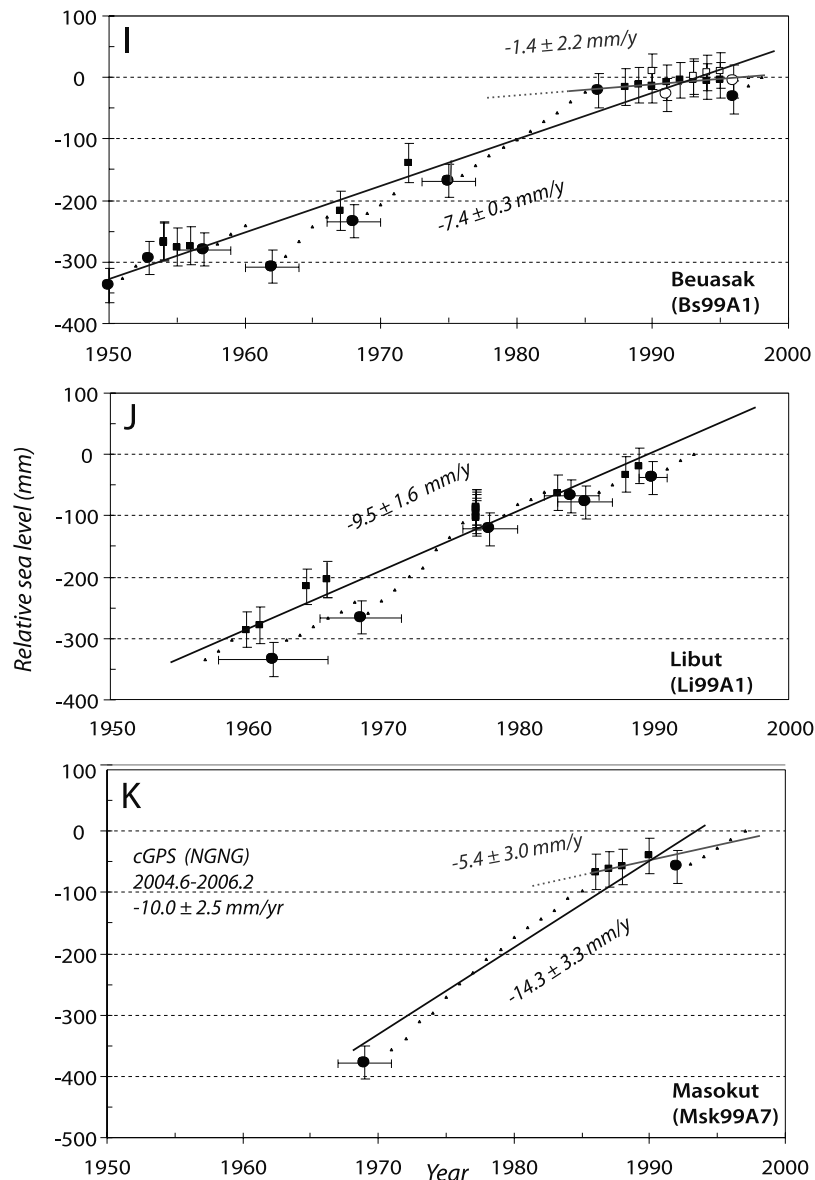 100
I
-1.4 ± 2.2 mm/y
0
-100
-200
-7.4 ± 0.3 mm/y
-300
Beuasak
(Bs99A1)
-400
1950 1960 1970 1980 1990 2000
100
J
0
-9.5 ± 1.6 mm/y
-100
-200
-300
Libut
(Li99A1)
-400
1950 1960 1970 1980 1990 2000
Relative sea level (mm)
100
K
0
cGPS (NGNG)
2004.6-2006.2
-10.0 ± 2.5 mm/yr
-5.4 ± 3.0 mm/y
-100
-200
-14.3 ± 3.3 mm/y
-300
-400
Masokut
(Msk99A7)
-500
1950 1960 1970 1980 1990 2000
Year